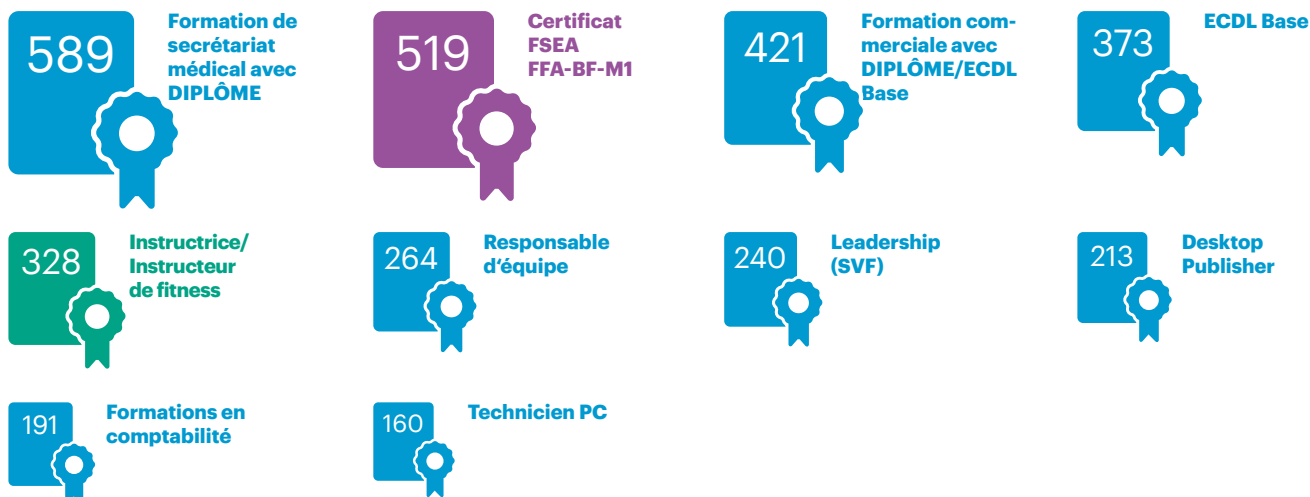 589
Formation de
secrétariat
médical avec
DIPLÔME
519
Certificat
FSEA
FFA-BF-M1
421
Formation com-
merciale avec
DIPLÔME/ECDL
Base
373
ECDL Base
328
Instructrice/
Instructeur
de fitness
264
Responsable
d‘équipe
240
Leadership
(SVF)
213
Desktop
Publisher
191
Formations en
comptabilité
160
Technicien PC